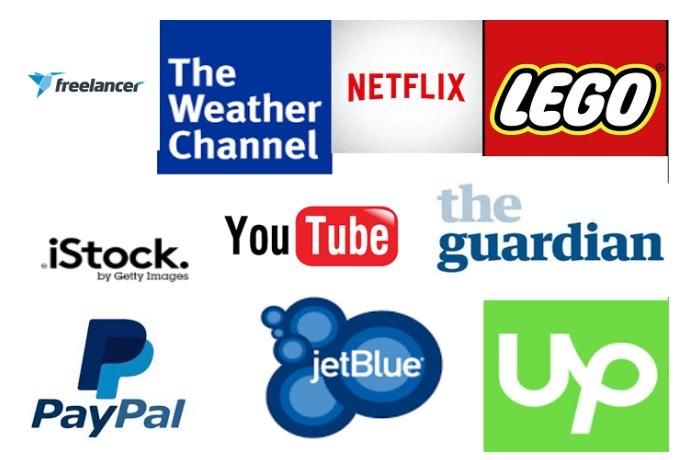 freelancer
The
Weather
Channel
NETFLIX
LEGO®
iStock.
by Getty Images
YouTube
the
guardian
PayPal
jetBlue
up